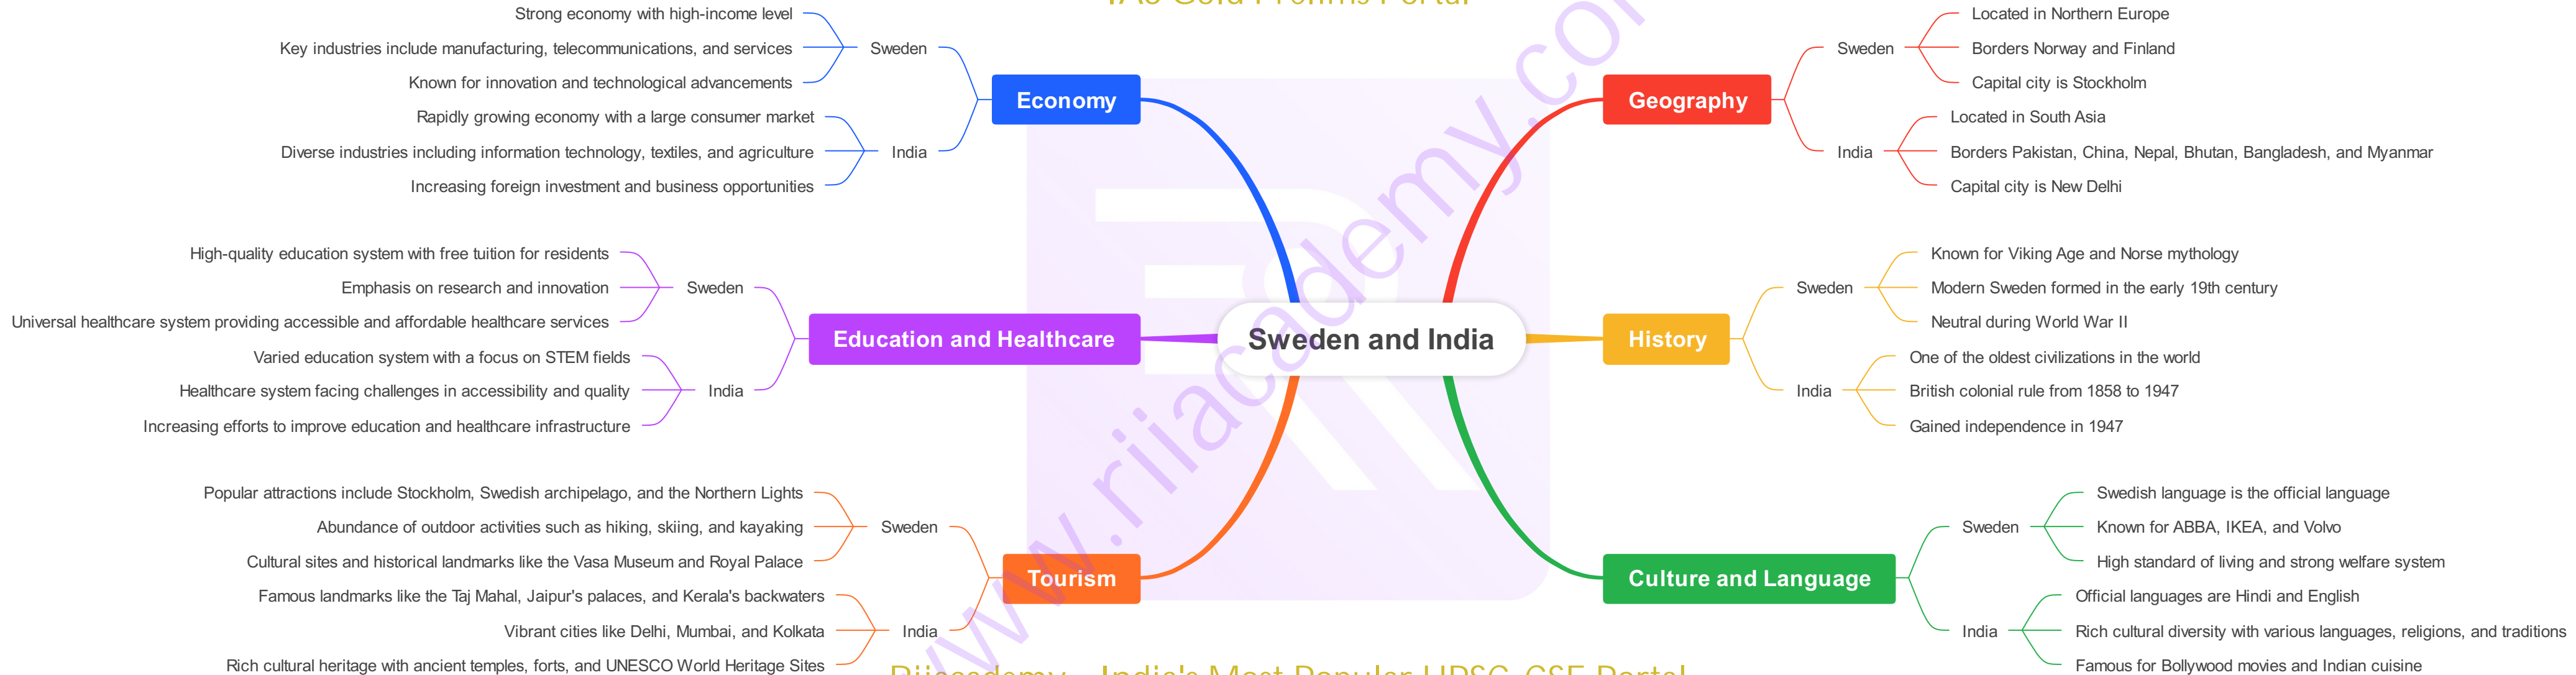 IAS Gold Prelims Portal
Sweden and India
Economy
Sweden
Strong economy with high-income level
Key industries include manufacturing, telecommunications, and services
Known for innovation and technological advancements
India
Rapidly growing economy with a large consumer market
Diverse industries including information technology, textiles, and agriculture
Increasing foreign investment and business opportunities
Education and Healthcare
Sweden
High-quality education system with free tuition for residents
Emphasis on research and innovation
Universal healthcare system providing accessible and affordable healthcare services
India
Varied education system with a focus on STEM fields
Healthcare system facing challenges in accessibility and quality
Increasing efforts to improve education and healthcare infrastructure
Tourism
Sweden
Popular attractions include Stockholm, Swedish archipelago, and the Northern Lights
Abundance of outdoor activities such as hiking, skiing, and kayaking
Cultural sites and historical landmarks like the Vasa Museum and Royal Palace
India
Famous landmarks like the Taj Mahal, Jaipur's palaces, and Kerala's backwaters
Vibrant cities like Delhi, Mumbai, and Kolkata
Rich cultural heritage with ancient temples, forts, and UNESCO World Heritage Sites
Geography
Sweden
Located in Northern Europe
Borders Norway and Finland
Capital city is Stockholm
India
Located in South Asia
Borders Pakistan, China, Nepal, Bhutan, Bangladesh, and Myanmar
Capital city is New Delhi
History
Sweden
Known for Viking Age and Norse mythology
Modern Sweden formed in the early 19th century
Neutral during World War II
India
One of the oldest civilizations in the world
British colonial rule from 1858 to 1947
Gained independence in 1947
Culture and Language
Sweden
Swedish language is the official language
Known for ABBA, IKEA, and Volvo
High standard of living and strong welfare system
India
Official languages are Hindi and English
Rich cultural diversity with various languages, religions, and traditions
Famous for Bollywood movies and Indian cuisine
www.rijiacademy.com
India's Most Popular UPSC-CSE Portal